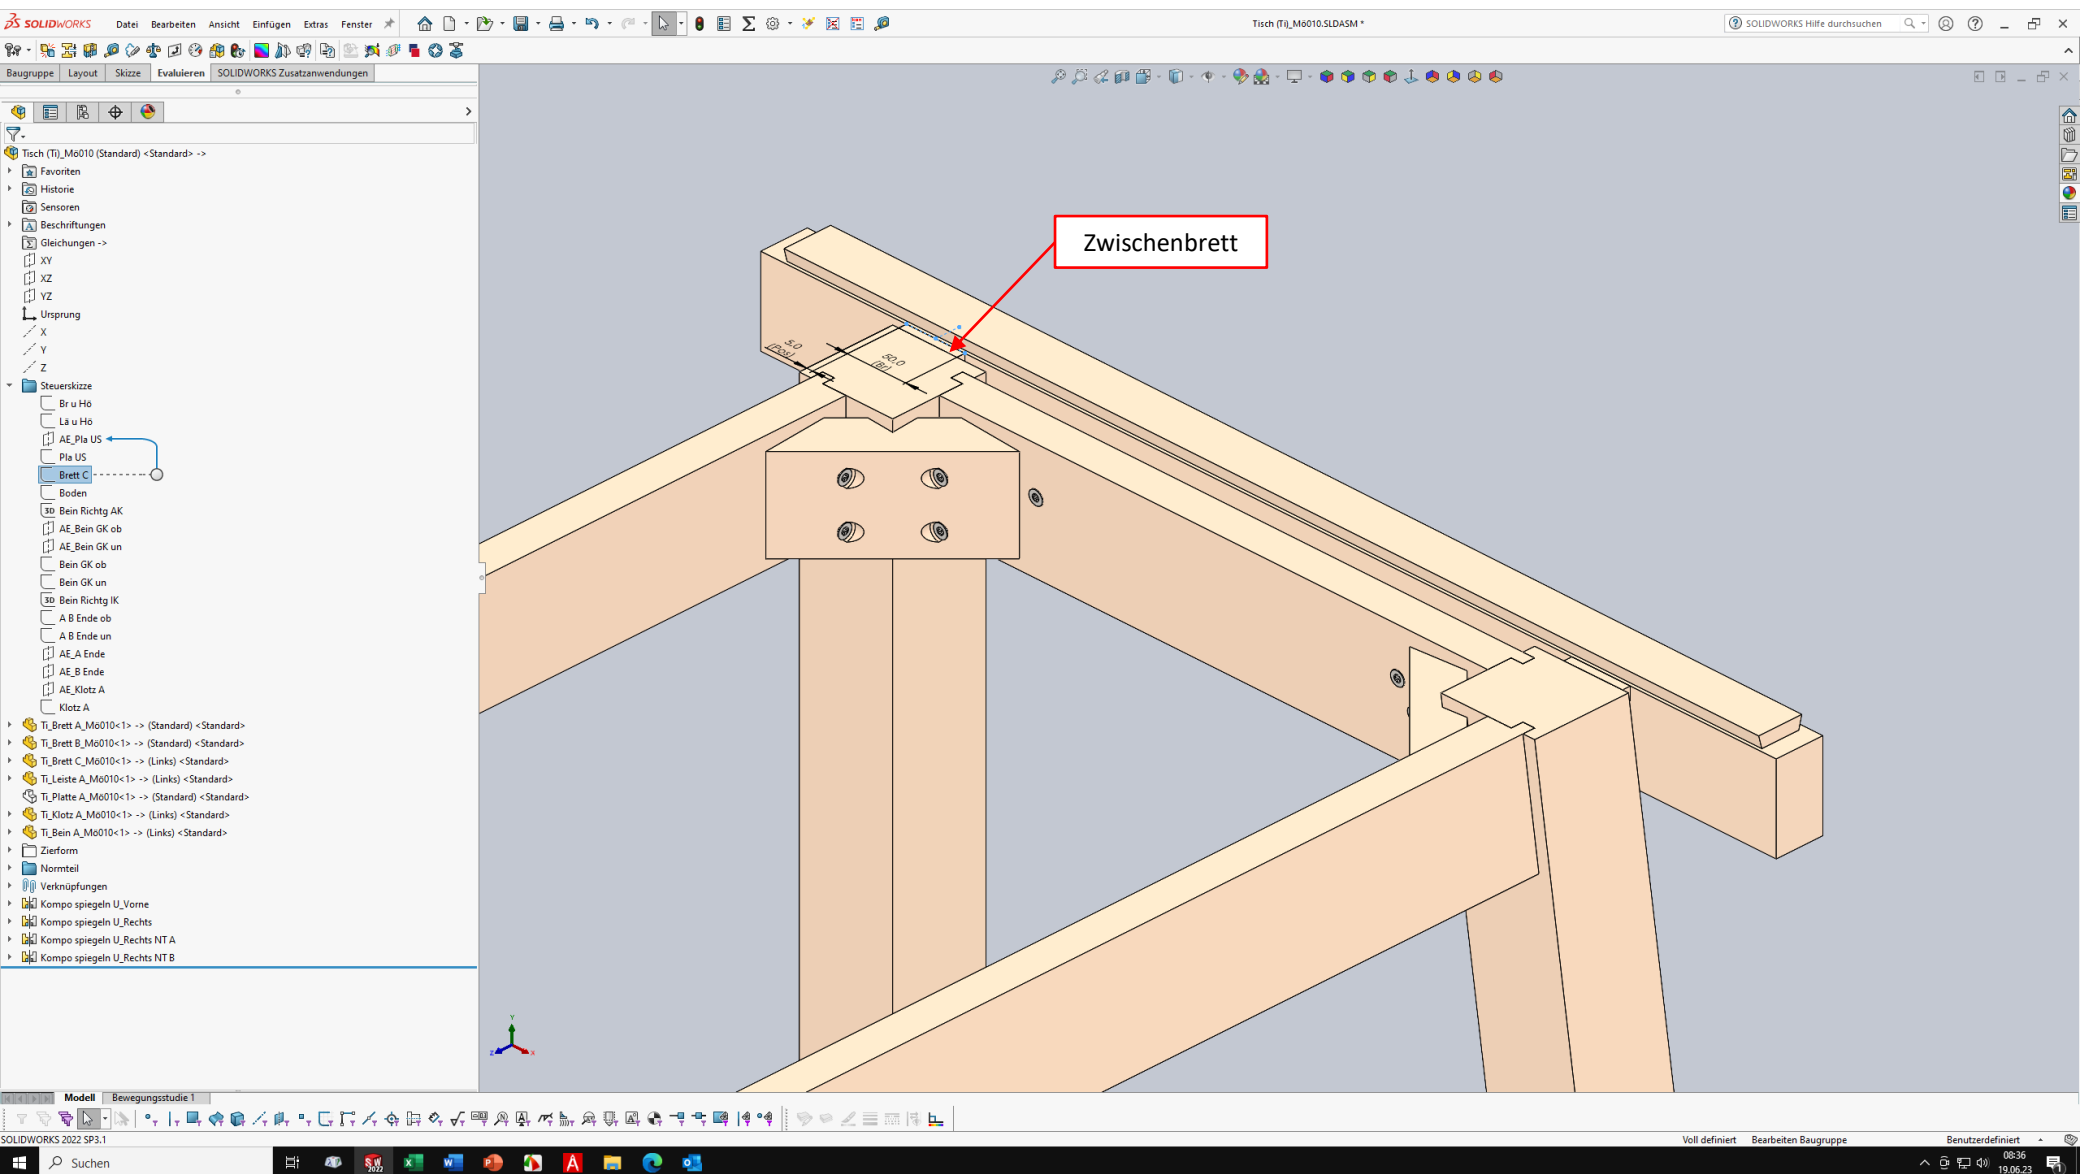 SOLIDWORKS Datei Bearbeiten Ansicht Einfügen Extras Fenster Tisch (Ti)_Mö010.SLDASM * SOLIDWORKS Hilfe durchsuchen
Baugruppe Layout Skizze Evaluieren SOLIDWORKS Zusatzanwendungen
Tisch (Ti)_Mö010 (Standard) <Standard> ->
Favoriten
Historie
Sensoren
Beschriftungen
Gleichungen ->
XY
XZ
YZ
Ursprung
X
Y
Z
Steuerskizze
Br u Hö
Lä u Hö
AE_Pla US
Pla US
Brett C
Boden
3D Bein Richtg AK
AE_Bein GK ob
AE_Bein GK un
Bein GK ob
Bein GK un
3D Bein Richtg IK
A B Ende ob
A B Ende un
AE_A Ende
AE_B Ende
AE_Klotz A
Klotz A
Ti_Brett A_Mö010<1> -> (Standard) <Standard>
Ti_Brett B_Mö010<1> -> (Standard) <Standard>
Ti_Brett C_Mö010<1> -> (Links) <Standard>
Ti_Leiste A_Mö010<1> -> (Links) <Standard>
Ti_Platte A_Mö010<1> -> (Standard) <Standard>
Ti_Klotz A_Mö010<1> -> (Links) <Standard>
Ti_Bein A_Mö010<1> -> (Links) <Standard>
Zierform
Normteil
Verknüpfungen
Kompo spiegeln U_Vorne
Kompo spiegeln U_Rechts
Kompo spiegeln U_Rechts NT A
Kompo spiegeln U_Rechts NT B
Zwischenbrett
5.0
(Pos)
50,0
(Br)
Y
Z X
Modell Bewegungsstudie 1
SOLIDWORKS 2022 SP3.1 Voll definiert Bearbeiten Baugruppe Benutzerdefiniert
Suchen
08:36
19.06.23